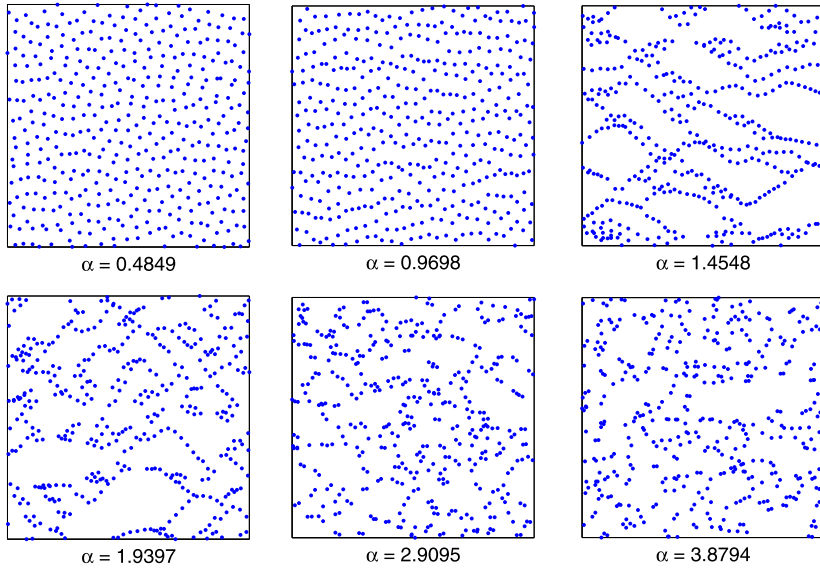 α = 0.4849
α = 0.9698
α = 1.4548
α = 1.9397
α = 2.9095
α = 3.8794